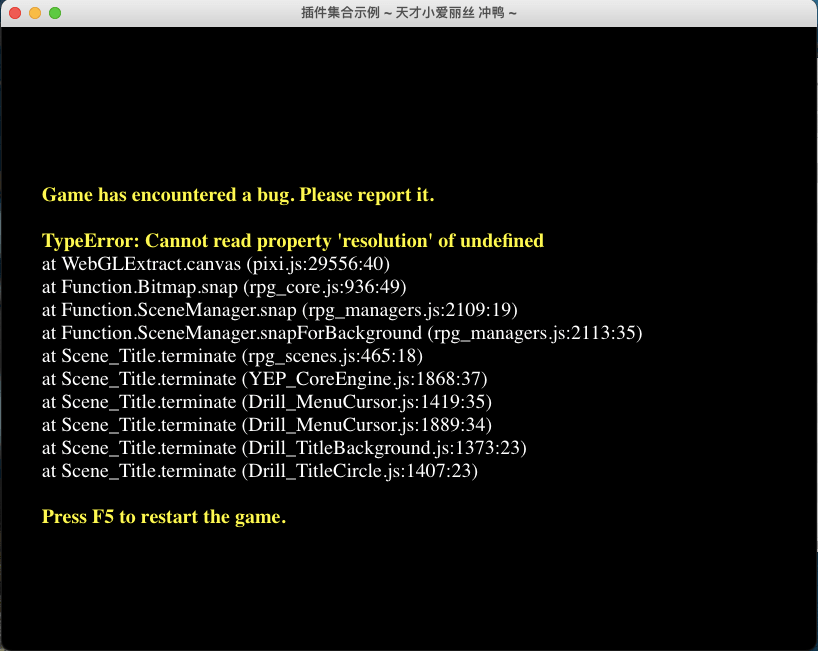 插件集合示例 ~ 天才小爱丽丝 冲鸭 ~
Game has encountered a bug. Please report it.
TypeError: Cannot read property 'resolution' of undefined
at WebGLExtract.canvas (pixi.js:29556:40)
at Function.Bitmap.snap (rpg_core.js:936:49)
at Function.SceneManager.snap (rpg_managers.js:2109:19)
at Function.SceneManager.snapForBackground (rpg_managers.js:2113:35)
at Scene_Title.terminate (rpg_scenes.js:465:18)
at Scene_Title.terminate (YEP_CoreEngine.js:1868:37)
at Scene_Title.terminate (Drill_MenuCursor.js:1419:35)
at Scene_Title.terminate (Drill_MenuCursor.js:1889:34)
at Scene_Title.terminate (Drill_TitleBackground.js:1373:23)
at Scene_Title.terminate (Drill_TitleCircle.js:1407:23)
Press F5 to restart the game.